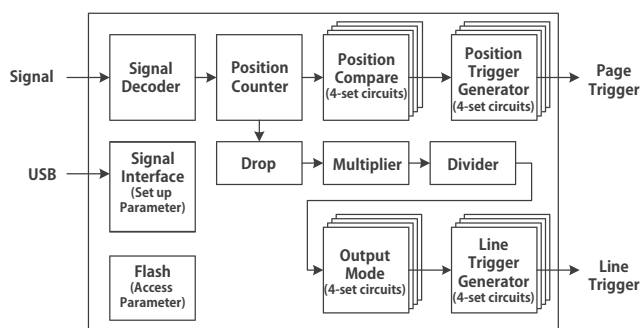 Signal
Signal
Decoder
Position
Counter
Position
Compare
(4-set circuits)
Position
Trigger
Generator
(4-set circuits)
Page
Trigger
USB
Signal
Interface
(Set up
Parameter)
Drop
Multiplier
Divider
Flash
(Access
Parameter)
Output
Mode
(4-set circuits)
Line
Trigger
Generator
(4-set circuits)
Line
Trigger